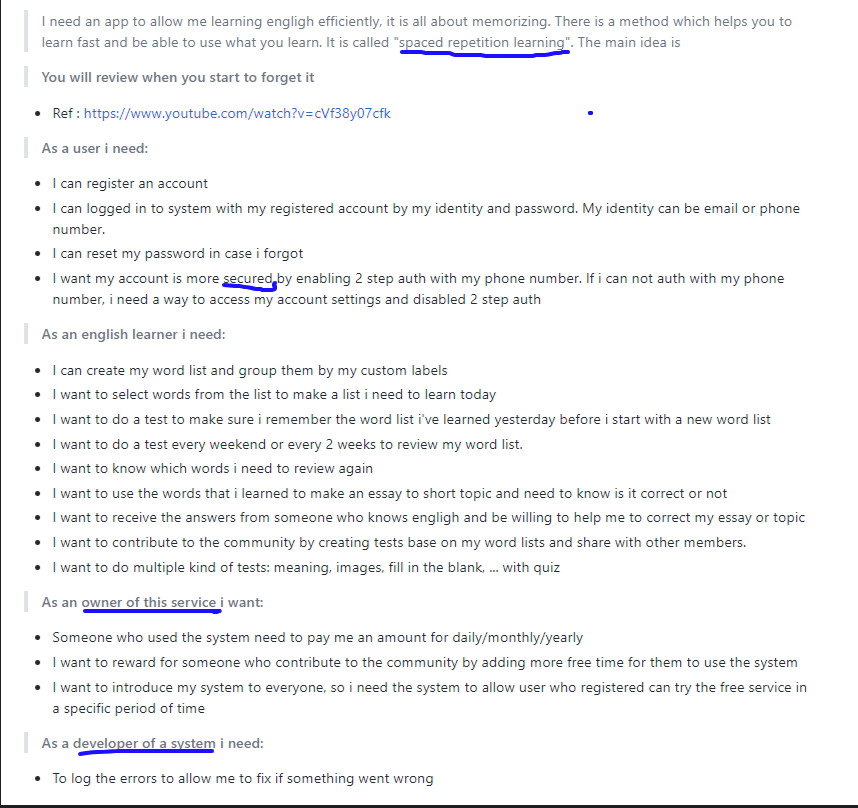 I need an app to allow me learning engligh efficiently, it is all about memorizing. There is a method which helps you to
learn fast and be able to use what you learn. It is called "spaced repetition learning". The main idea is
You will review when you start to forget it
Ref : https://www.youtube.com/watch?v=cVf38y07cfk
As a user i need:
I can register an account
I can logged in to system with my registered account by my identity and password. My identity can be email or phone
number.
I can reset my password in case i forgot
I want my account is more secured by enabling 2 step auth with my phone number. If i can not auth with my phone
number, i need a way to access my account settings and disabled 2 step auth
As an english learner i need:
I can create my word list and group them by my custom labels
I want to select words from the list to make a list i need to learn today
I want to do a test to make sure i remember the word list i've learned yesterday before i start with a new word list
I want to do a test every weekend or every 2 weeks to review my word list.
I want to know which words i need to review again
I want to use the words that i learned to make an essay to short topic and need to know is it correct or not
I want to receive the answers from someone who knows engligh and be willing to help me to correct my essay or topic
I want to contribute to the community by creating tests base on my word lists and share with other members.
I want to do multiple kind of tests: meaning, images, fill in the blank, ... with quiz
As an owner of this service i want:
Someone who used the system need to pay me an amount for daily/monthly/yearly
I want to reward for someone who contribute to the community by adding more free time for them to use the system
I want to introduce my system to everyone, so i need the system to allow user who registered can try the free service in
a specific period of time
As a developer of a system i need:
To log the errors to allow me to fix if something went wrong